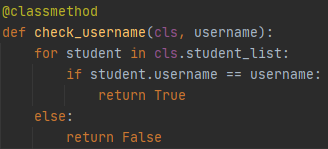 @classmethod
def check_username(cls, username):
    for student in cls.student_list:
        if student.username == username:
            return True
    else:
        return False